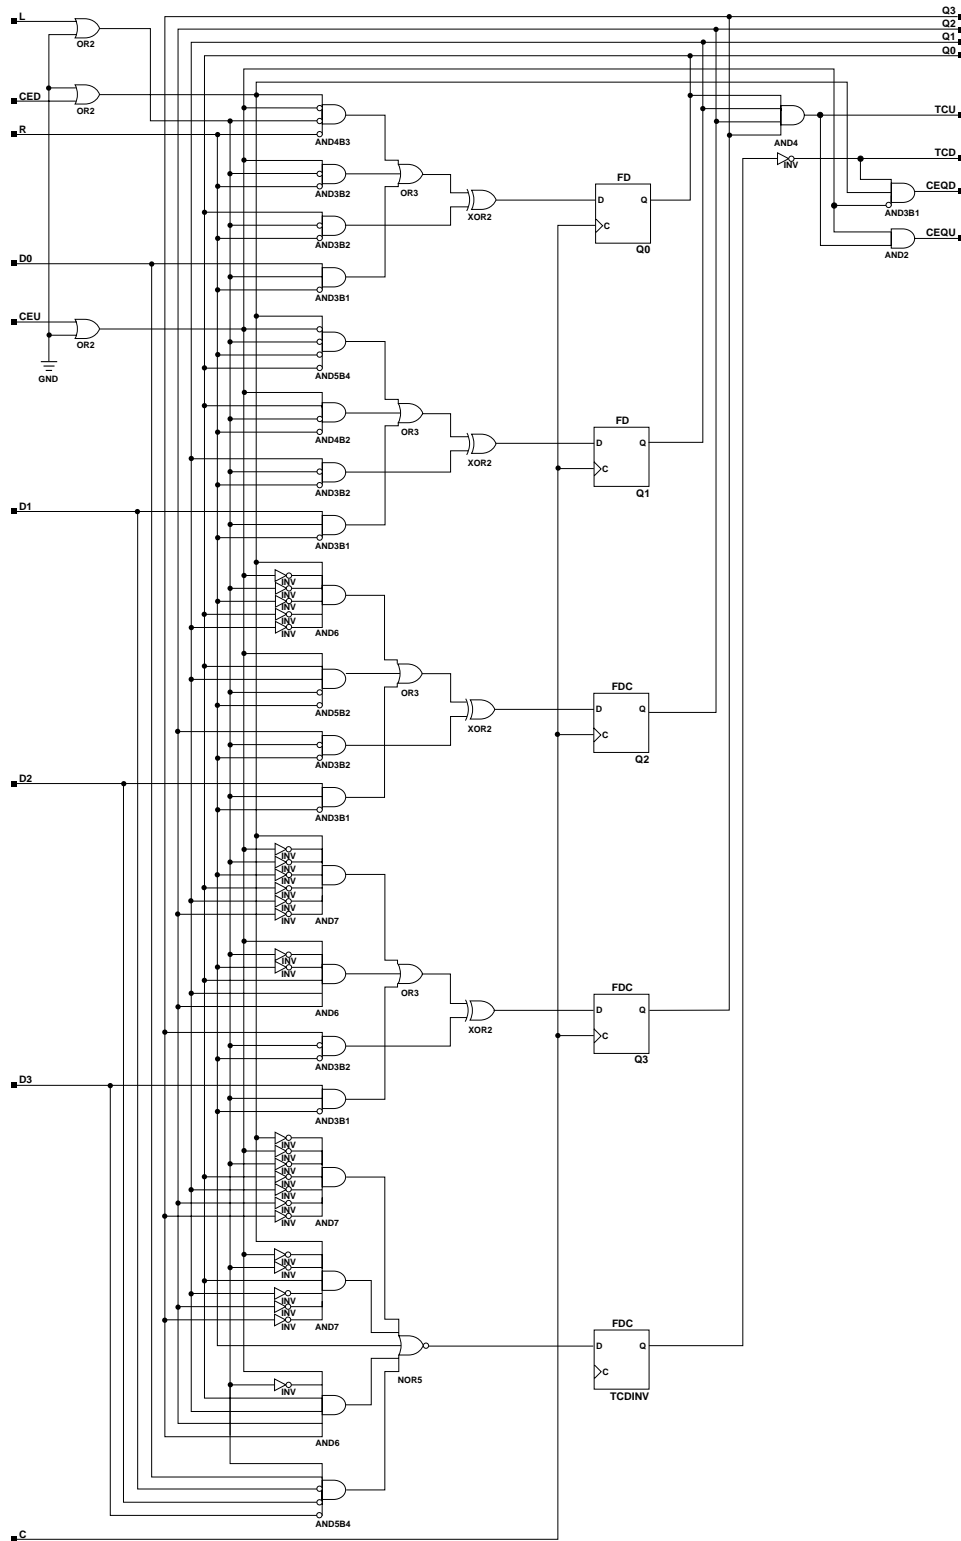 L
OR2
CED
OR2
R
Q3
Q2
Q1
Q0
AND4B3
AND3B2
OR3
XOR2
AND3B2
FD
D
Q
C
Q0
AND4
INV
TCU
TCD
CEQD
AND3B1
CEQU
AND2
D0
AND3B1
CEU
OR2
GND
AND5B4
AND4B2
OR3
XOR2
AND3B2
FD
D
Q
C
Q1
D1
AND3B1
INV
INV
INV
INV
INV
AND6
AND5B2
OR3
XOR2
AND3B2
FDC
D
Q
C
Q2
D2
AND3B1
INV
INV
INV
INV
INV
INV
AND7
INV
INV
AND6
OR3
XOR2
AND3B2
FDC
D
Q
C
Q3
D3
AND3B1
INV
INV
INV
INV
INV
INV
INV
AND7
INV
INV
INV
INV
INV
AND7
NOR5
FDC
D
Q
C
TCDINV
INV
AND6
AND5B4
C